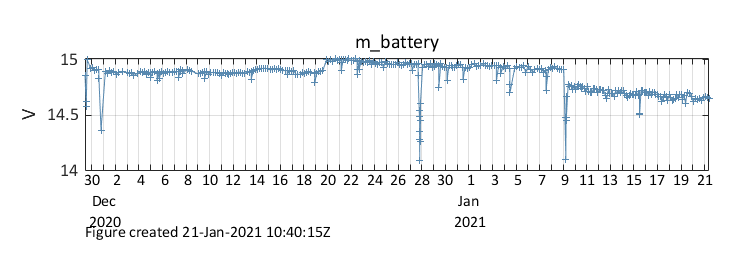 m_battery
15
14.5
14
V
30 2 4 6 8 10 12 14 16 18 20 22 24 26 28 30 1 3 5 7 9 11 13 15 17 19 21
Dec Jan
2020 2021
Figure created 21-Jan-2021 10:40:15Z